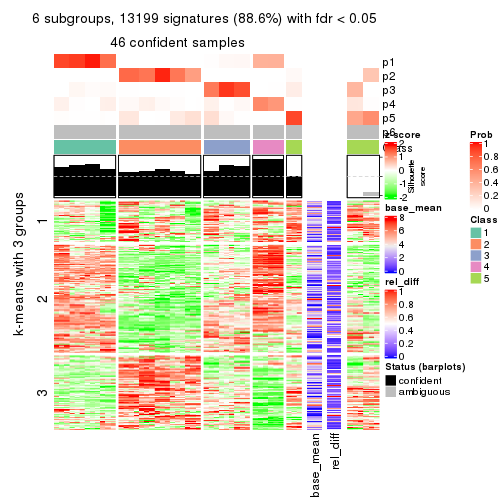 6 subgroups, 13199 signatures (88.6%) with fdr < 0.05
46 confident samples
p1
p2
p3
p4
p5
p6
z_score
2
1
0
-1
-2
Silhouette
score
Prob
1
0.8
0.6
0.4
0.2
0
base_mean
8
6
4
2
0
Class
1
2
3
4
5
rel_diff
1
0.8
0.6
0.4
0.2
0
Status (barplots)
confident
ambiguous
k-means with 3 groups
1
2
3
base_mean
rel_diff